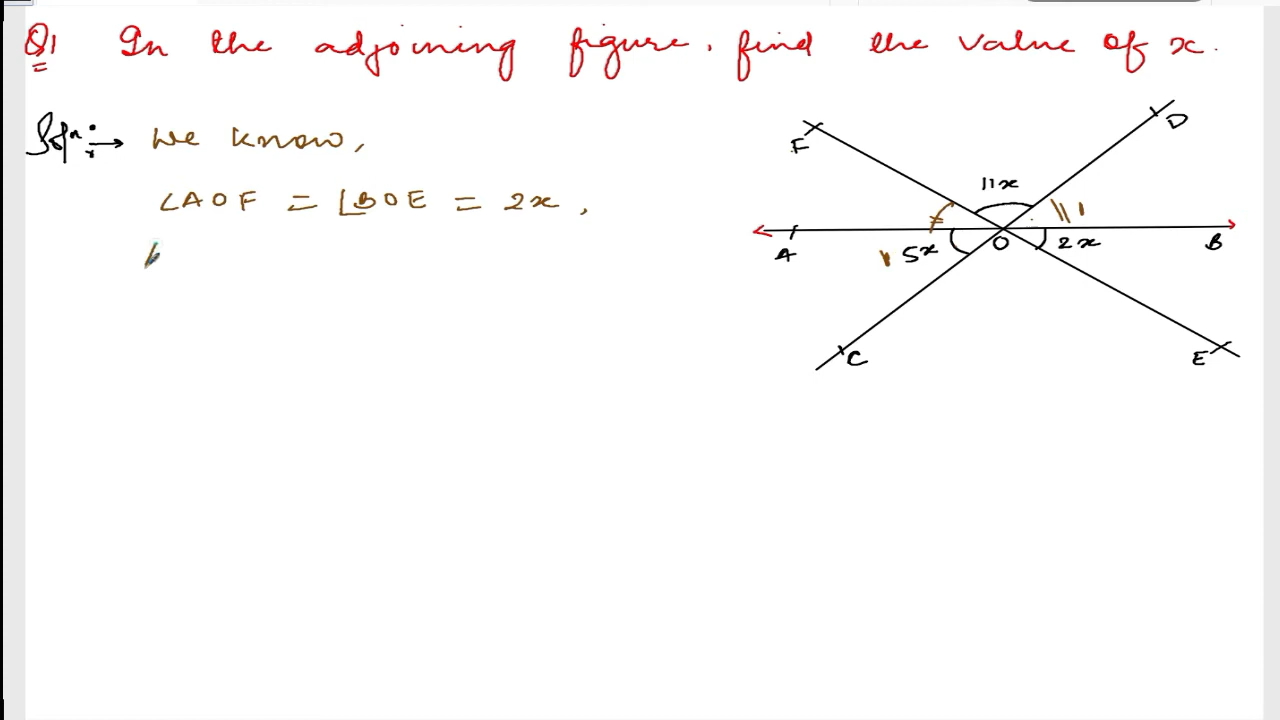 Q1 In the adjoining figure, find the value of x.
Solⁿ:→ We know,
∠AOF = ∠BOE = 2x,
F
D
11x
A
5x
O
2x
B
C
E